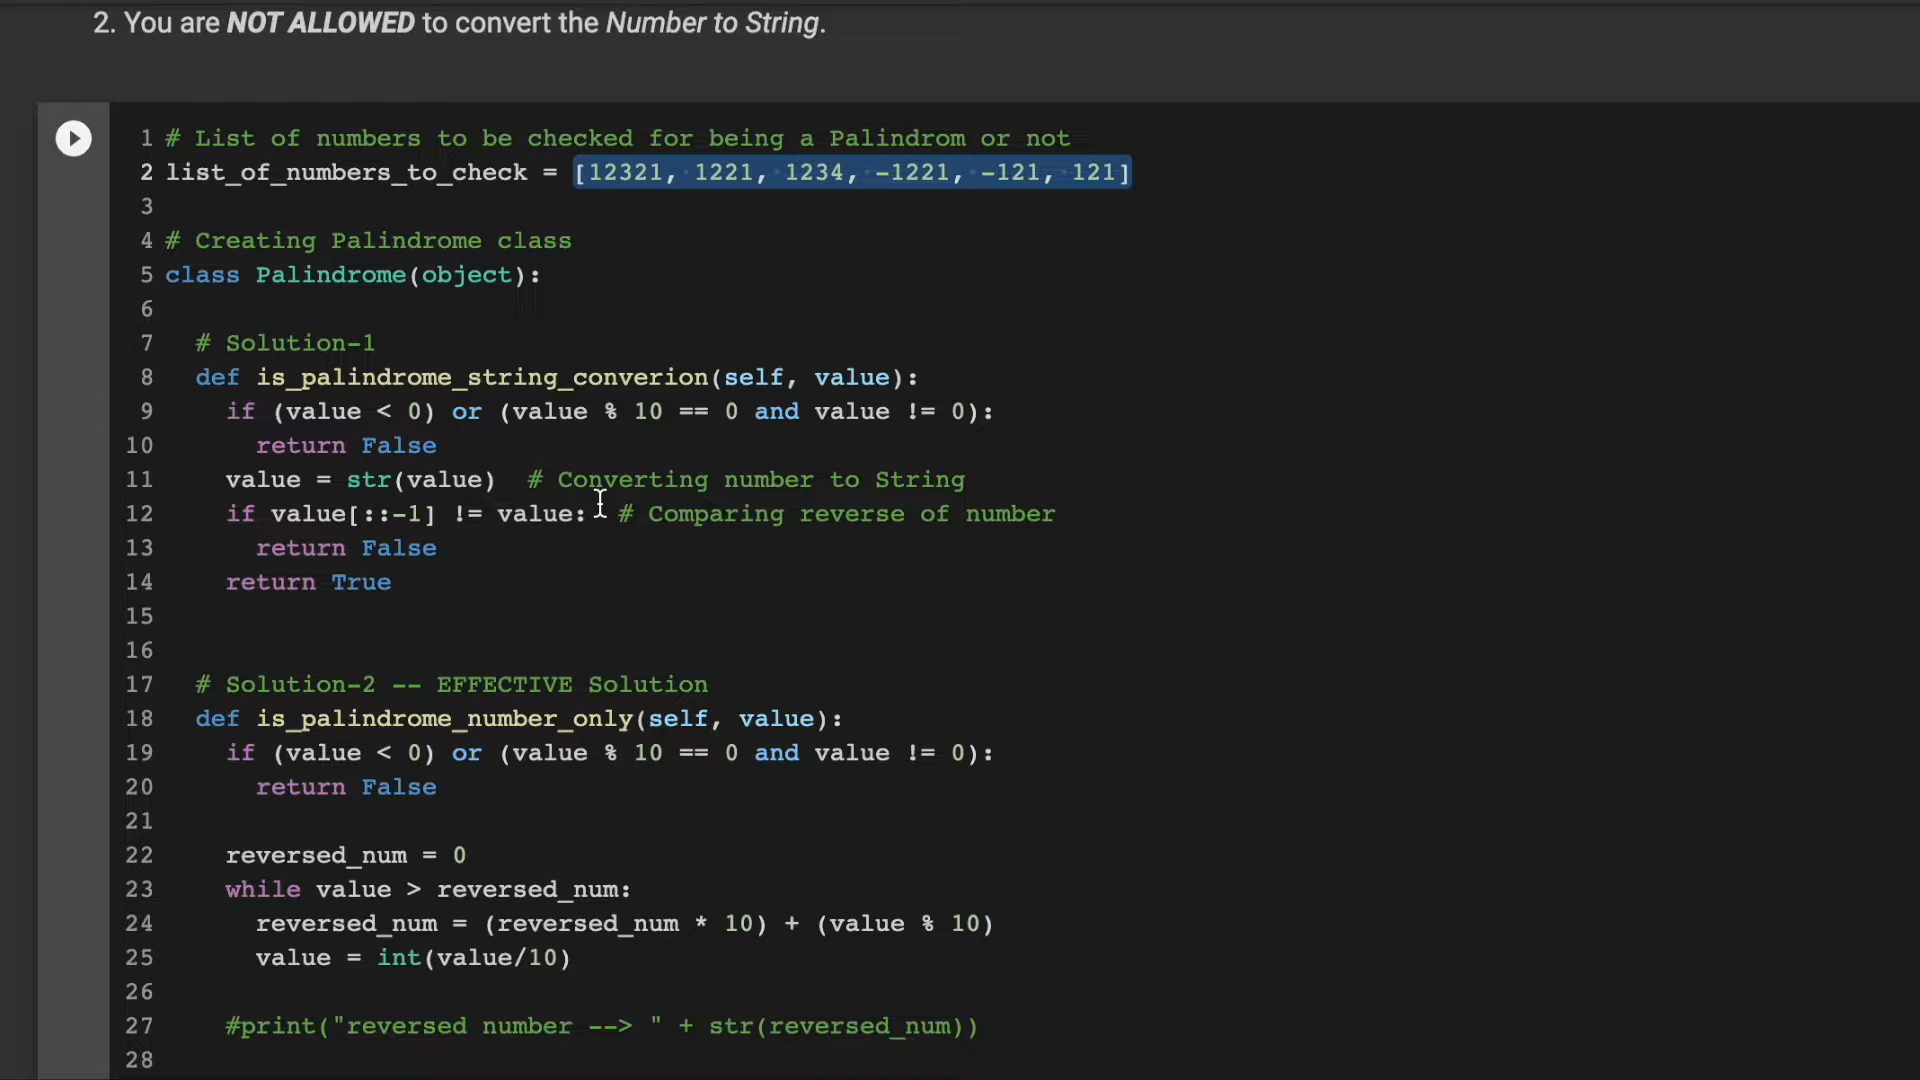 2. You are NOT ALLOWED to convert the Number to String.
1 # List of numbers to be checked for being a Palindrom or not
2 list_of_numbers_to_check = [12321, 1221, 1234, -1221, -121, 121]
3
4 # Creating Palindrome class
5 class Palindrome(object):
6
7   # Solution-1
8   def is_palindrome_string_converion(self, value):
9     if (value < 0) or (value % 10 == 0 and value != 0):
10       return False
11     value = str(value)  # Converting number to String
12     if value[::-1] != value:  # Comparing reverse of number
13       return False
14     return True
15
16
17   # Solution-2 -- EFFECTIVE Solution
18   def is_palindrome_number_only(self, value):
19     if (value < 0) or (value % 10 == 0 and value != 0):
20       return False
21
22     reversed_num = 0
23     while value > reversed_num:
24       reversed_num = (reversed_num * 10) + (value % 10)
25       value = int(value/10)
26
27     #print("reversed number --> " + str(reversed_num))
28